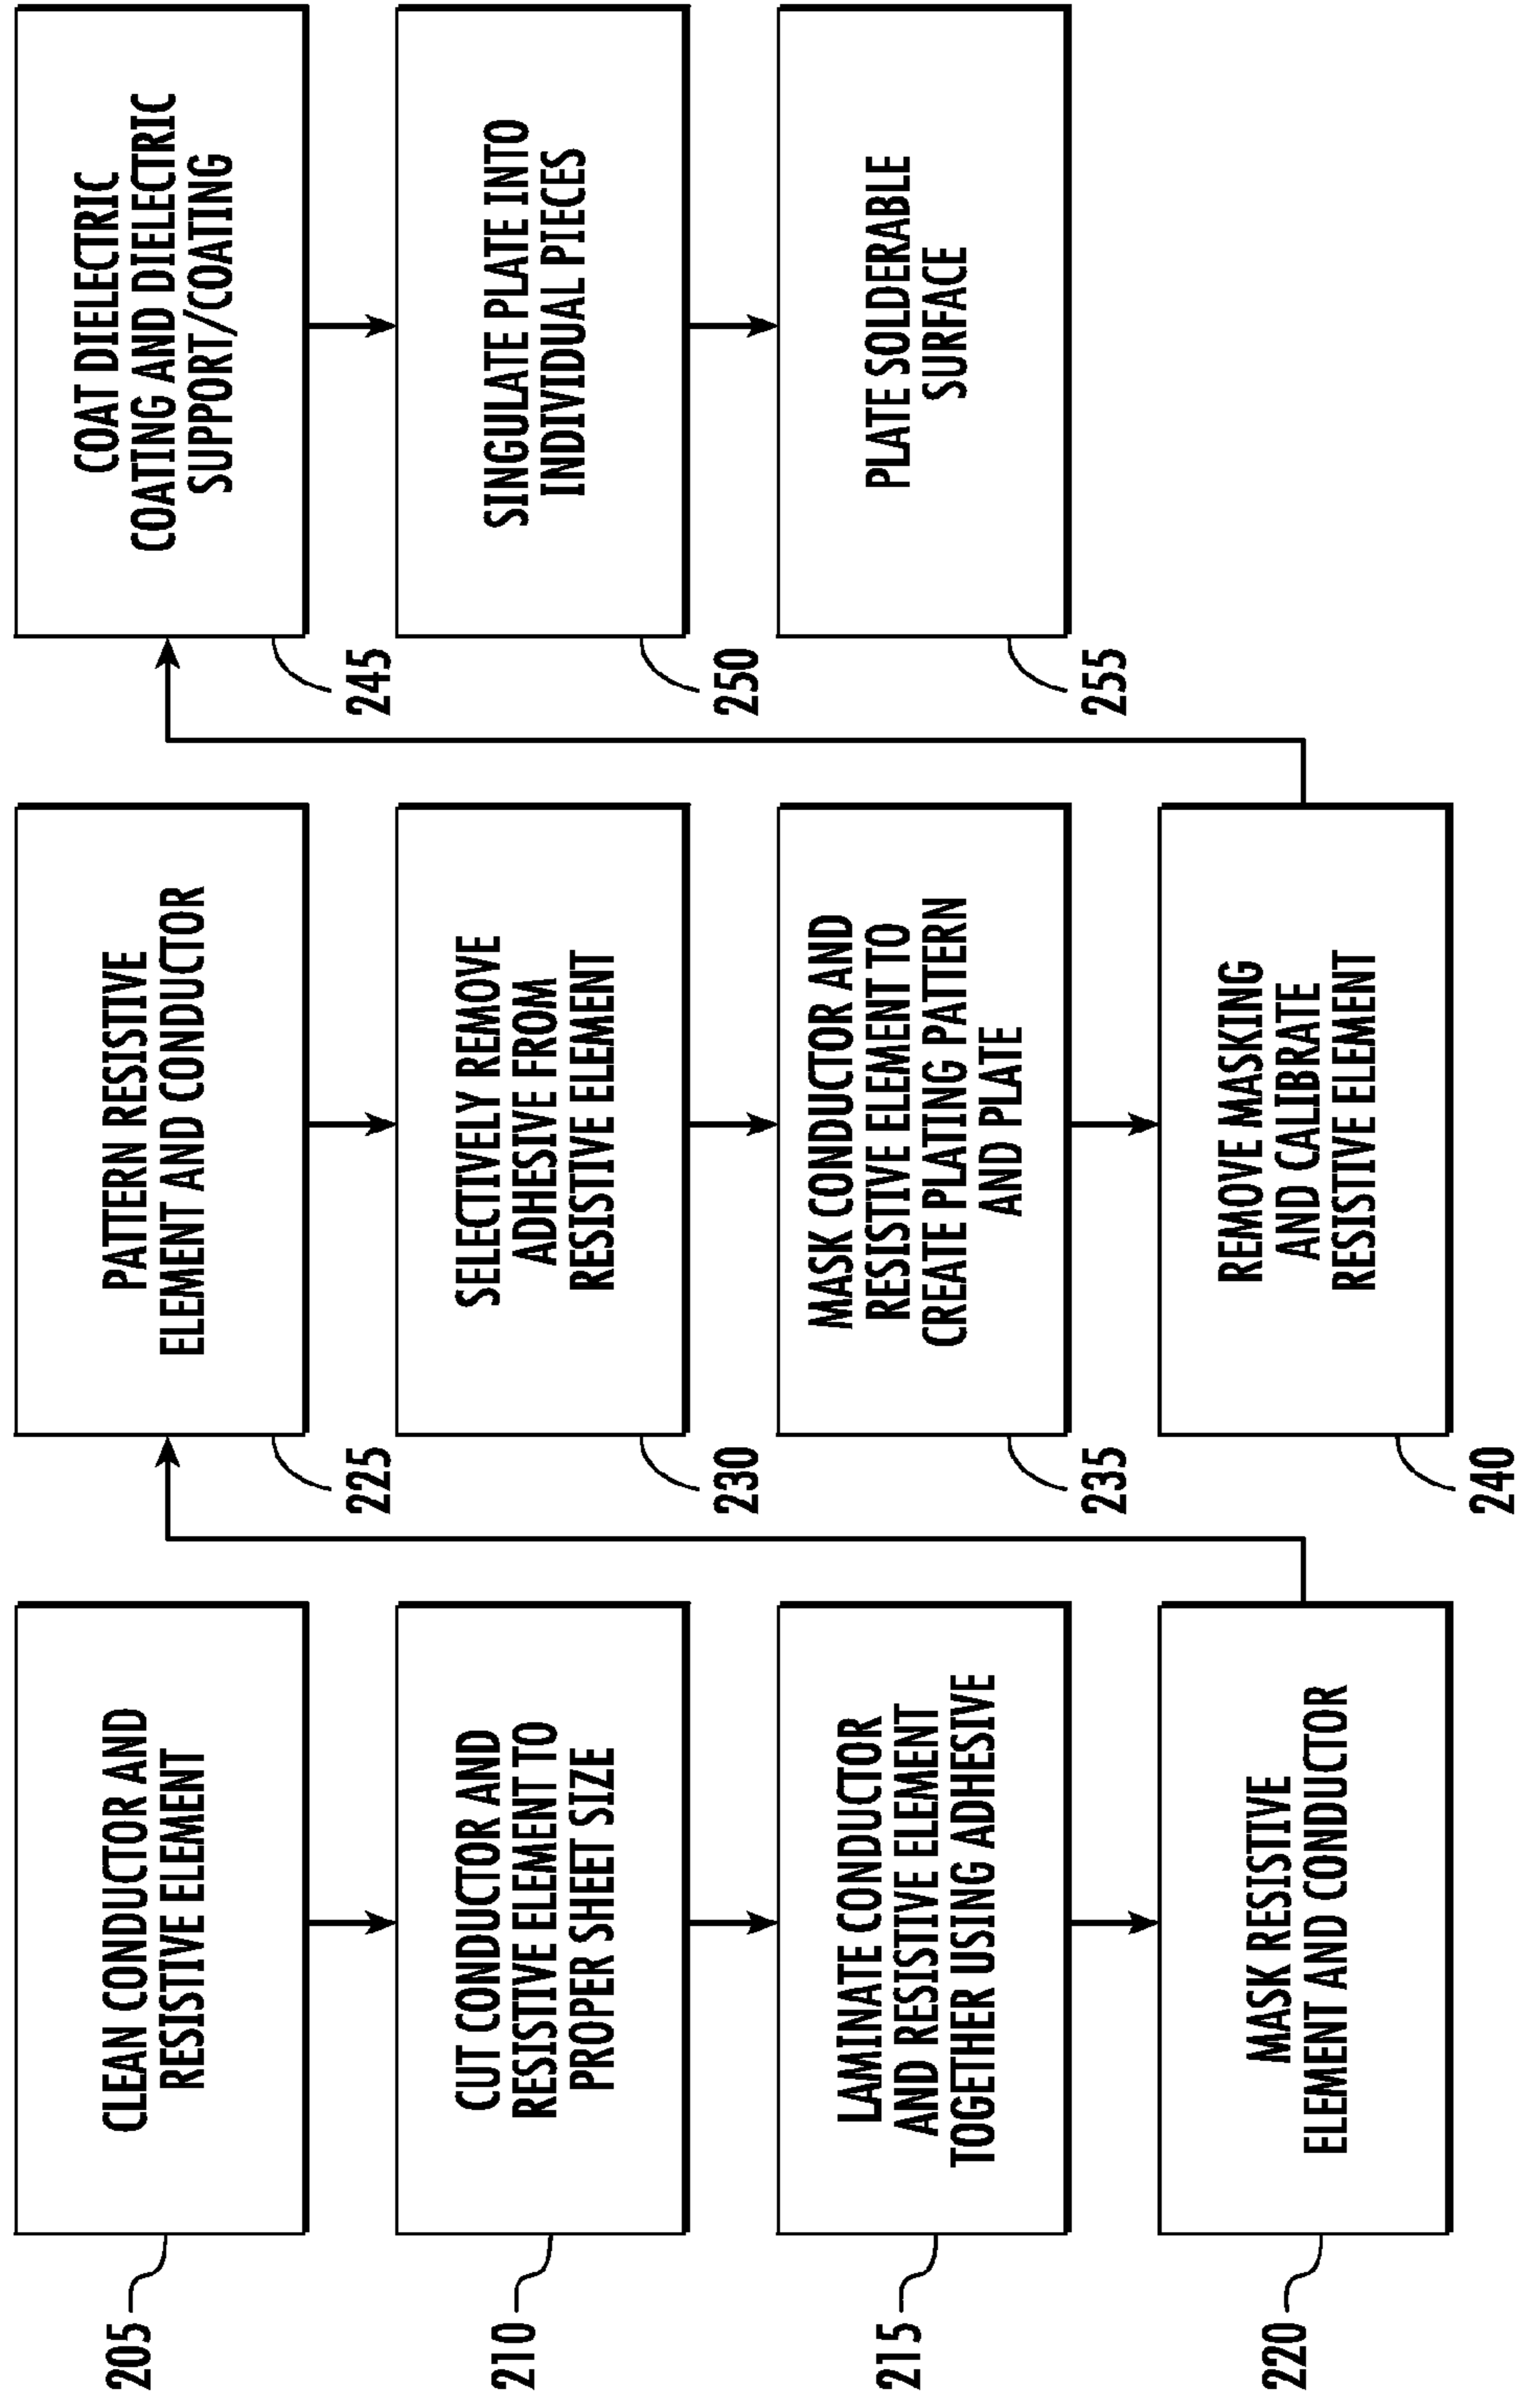 205
CLEAN CONDUCTOR AND
RESISTIVE ELEMENT
210
CUT CONDUCTOR AND
RESISTIVE ELEMENT TO
PROPER SHEET SIZE
215
LAMINATE CONDUCTOR
AND RESISTIVE ELEMENT
TOGETHER USING ADHESIVE
220
MASK RESISTIVE
ELEMENT AND CONDUCTOR
225
PATTERN RESISTIVE
ELEMENT AND CONDUCTOR
230
SELECTIVELY REMOVE
ADHESIVE FROM
RESISTIVE ELEMENT
235
MASK CONDUCTOR AND
RESISTIVE ELEMENT TO
CREATE PLATING PATTERN
AND PLATE
240
REMOVE MASKING
AND CALIBRATE
RESISTIVE ELEMENT
245
COAT DIELECTRIC
COATING AND DIELECTRIC
SUPPORT/COATING
250
SINGULATE PLATE INTO
INDIVIDUAL PIECES
255
PLATE SOLDERABLE
SURFACE